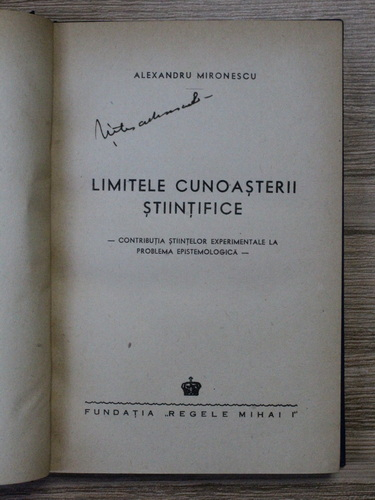 ALEXANDRU MIRONESCU
LIMITELE CUNOAȘTERII
ȘTIINȚIFICE
— CONTRIBUȚIA ȘTIINȚELOR EXPERIMENTALE LA
PROBLEMA EPISTEMOLOGICĂ —
FUNDAȚIA „REGELE MIHAI I"